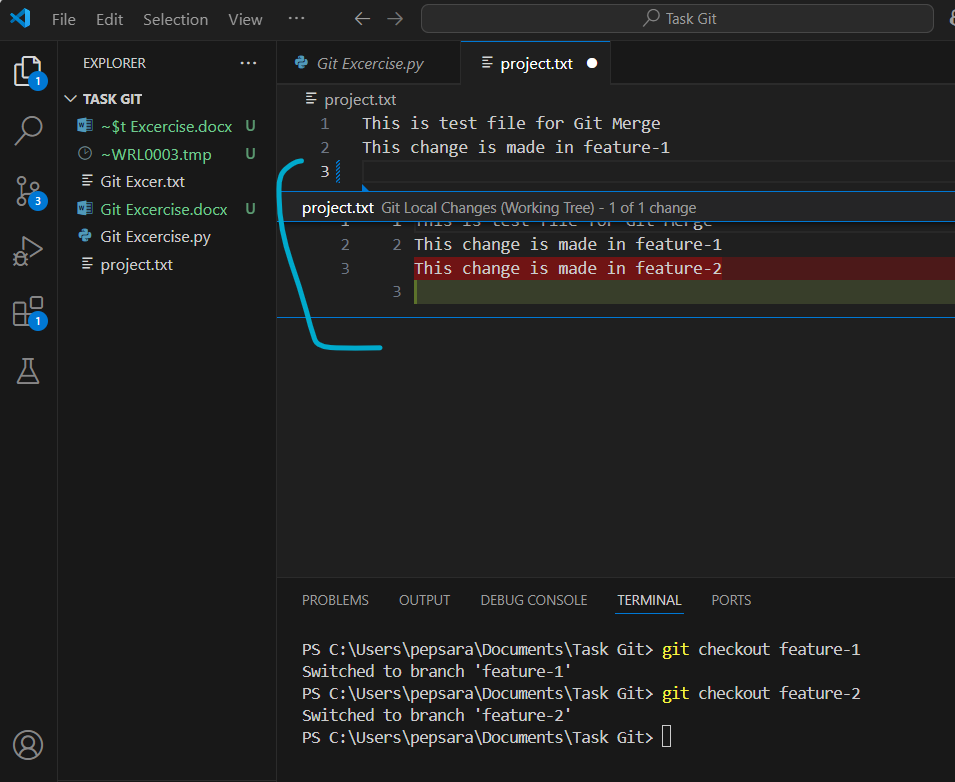 File Edit Selection View ··· Task Git
EXPLORER ···
TASK GIT
~$t Excercise.docx U
~WRL0003.tmp U
Git Excer.txt
Git Excercise.docx U
Git Excercise.py
project.txt
1
3
1
Git Excercise.py project.txt
project.txt
1 This is test file for Git Merge
2 This change is made in feature-1
3
project.txt Git Local Changes (Working Tree) - 1 of 1 change
1 1 This is test file for Git Merge
2 2 This change is made in feature-1
3 This change is made in feature-2
3
PROBLEMS OUTPUT DEBUG CONSOLE TERMINAL PORTS
PS C:\Users\pepsara\Documents\Task Git> git checkout feature-1
Switched to branch 'feature-1'
PS C:\Users\pepsara\Documents\Task Git> git checkout feature-2
Switched to branch 'feature-2'
PS C:\Users\pepsara\Documents\Task Git>